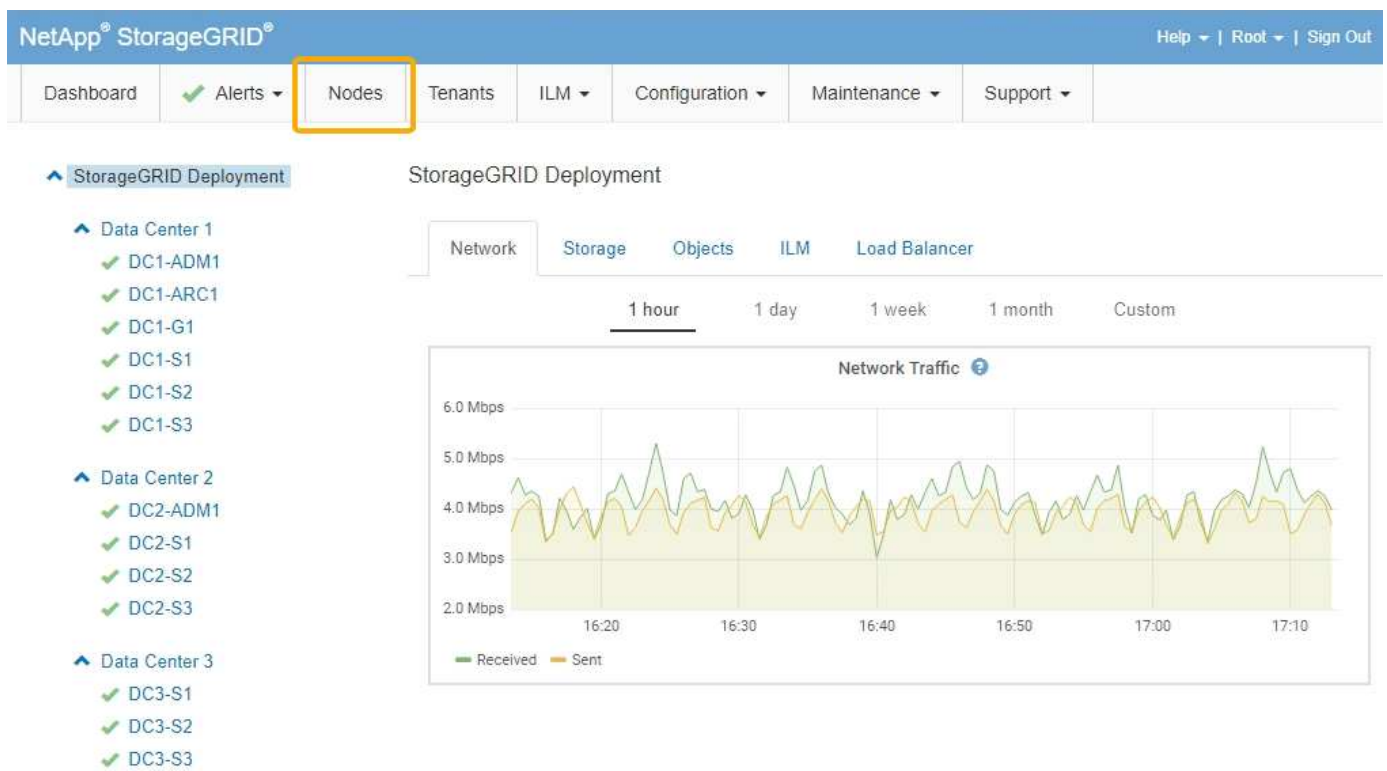 NetApp® StorageGRID®
Help | Root | Sign Out
Dashboard Alerts Nodes Tenants ILM Configuration Maintenance Support
StorageGRID Deployment
Data Center 1
DC1-ADM1
DC1-ARC1
DC1-G1
DC1-S1
DC1-S2
DC1-S3
Data Center 2
DC2-ADM1
DC2-S1
DC2-S2
DC2-S3
Data Center 3
DC3-S1
DC3-S2
DC3-S3
StorageGRID Deployment
Network Storage Objects ILM Load Balancer
1 hour 1 day 1 week 1 month Custom
Network Traffic ?
6.0 Mbps
5.0 Mbps
4.0 Mbps
3.0 Mbps
2.0 Mbps
16:20 16:30 16:40 16:50 17:00 17:10
Received Sent